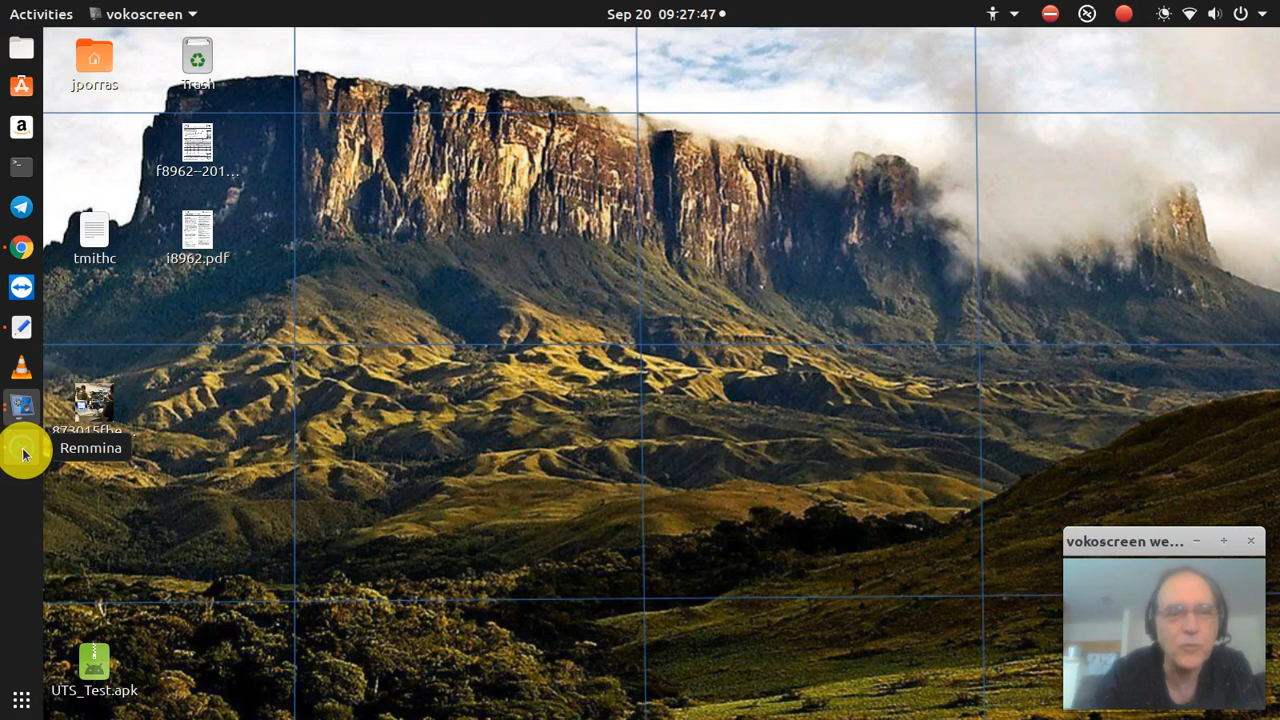 Activities
vokoscreen
Sep 20 09:27:47
jporras
Trash
f8962--201...
tmithc
i8962.pdf
Remmina
UTS_Test.apk
vokoscreen we...